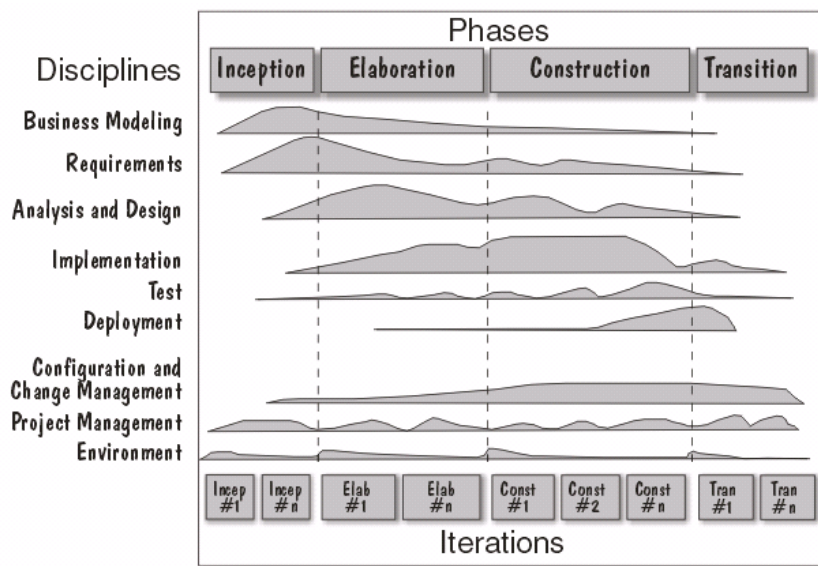 Phases
Disciplines
Inception Elaboration Construction Transition
Business Modeling
Requirements
Analysis and Design
Implementation
Test
Deployment
Configuration and
Change Management
Project Management
Environment
Incep Incep Elab Elab Const Const Const Tran Tran
#1 #n #1 #n #1 #2 #n #1 #n
Iterations